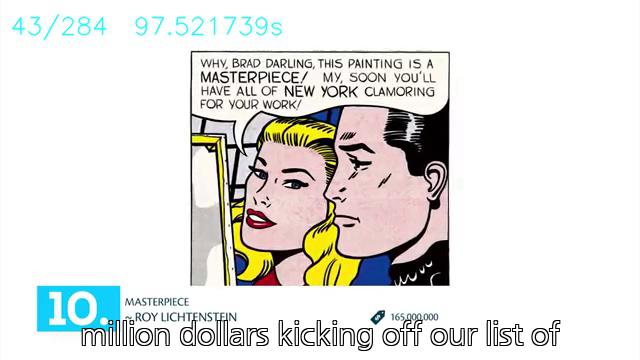 43/284 97.521739s
WHY, BRAD DARLING, THIS PAINTING IS A
MASTERPIECE! MY, SOON YOU'LL
HAVE ALL OF NEW YORK CLAMORING
FOR YOUR WORK!
10.
MASTERPIECE
~ ROY LICHTENSTEIN
$ 165,000,000
million dollars kicking off our list of